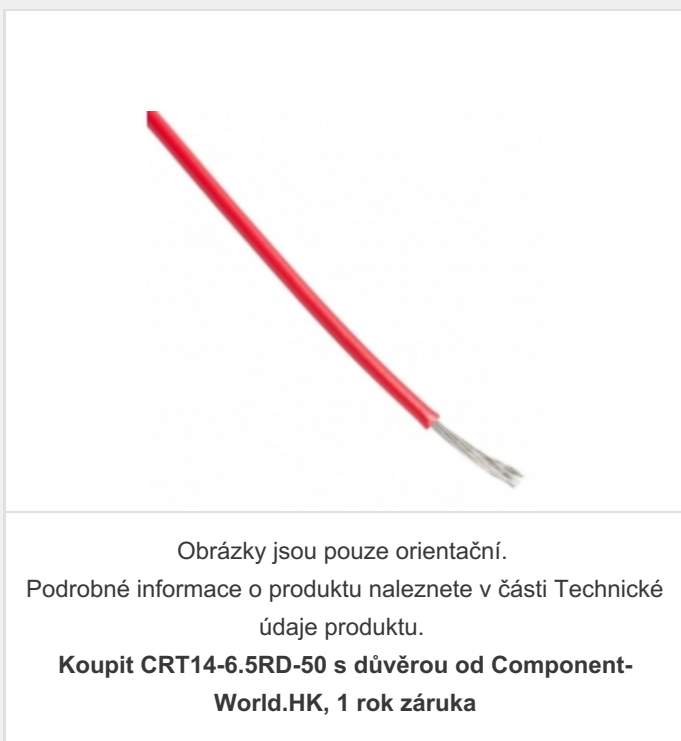 Obrázky jsou pouze orientační.
Podrobné informace o produktu naleznete v části Technické
údaje produktu.
Koupit CRT14-6.5RD-50 s důvěrou od Component-
World.HK, 1 rok záruka